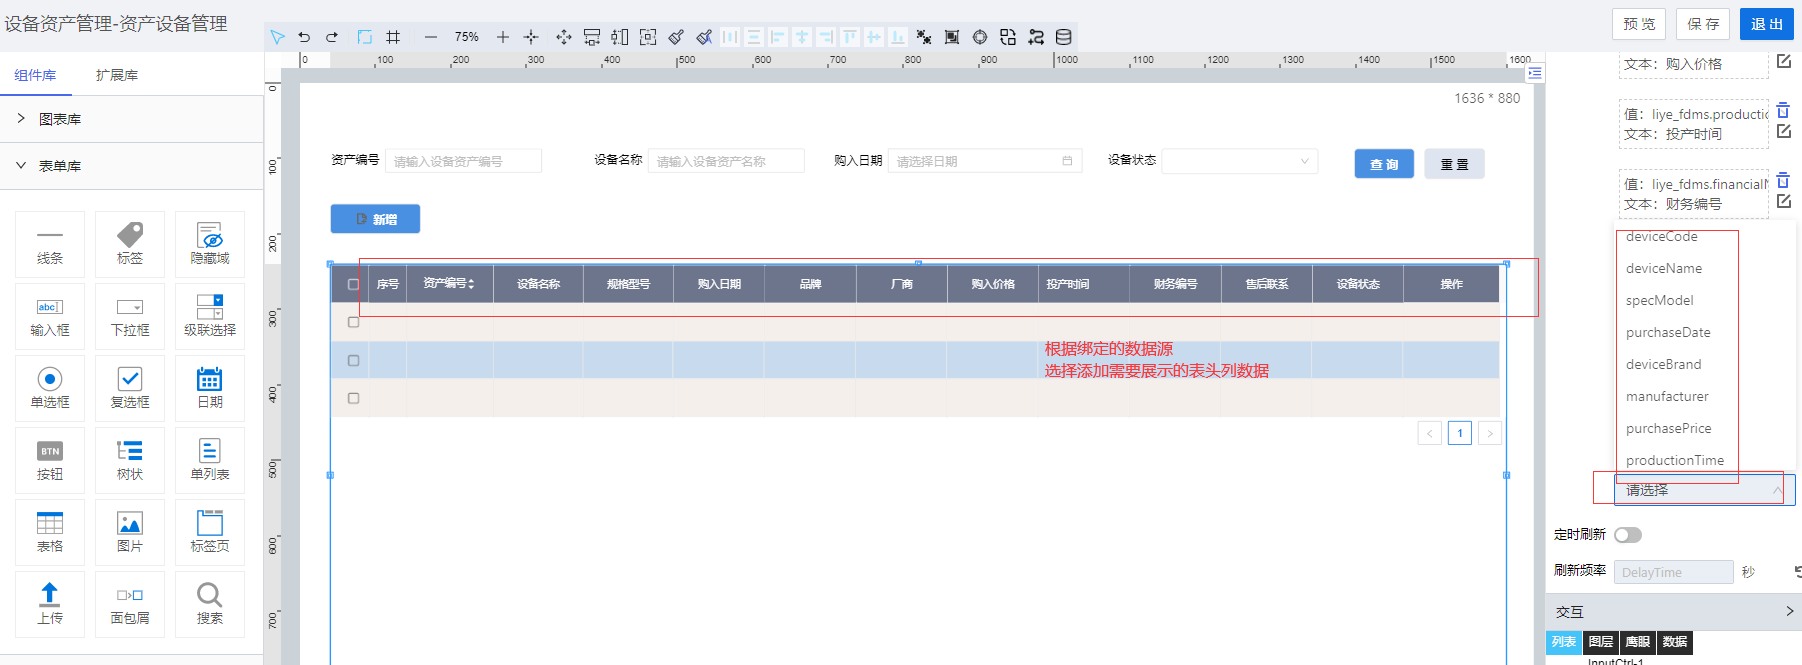 设备资产管理-资产设备管理
75%
预 览
保 存
退 出
组件库
扩展库
图表库
表单库
线条
标签
隐藏域
输入框
下拉框
级联选择
单选框
复选框
日期
BTN
按钮
树状
单列表
表格
图片
标签页
上传
面包屑
搜索
0 100 200 300 400 500 600 700 800 900 1000 1100 1200 1300 1400 1500 1600
0
100
200
300
400
500
600
700
1636 * 880
资产编号 请输入设备资产编号 设备名称 请输入设备资产名称 购入日期 请选择日期 设备状态 查 询 重 置
新增
序号 资产编号 设备名称 规格型号 购入日期 品牌 厂商 购入价格 投产时间 财务编号 售后联系 设备状态 操作
根据绑定的数据源
选择添加需要展示的表头列数据
< 1 >
文本：购入价格
值：liye_fdms.productic
文本：投产时间
值：liye_fdms.financialN
文本：财务编号
deviceCode
deviceName
specModel
purchaseDate
deviceBrand
manufacturer
purchasePrice
productionTime
请选择
定时刷新
刷新频率 DelayTime 秒
交互
列表 图层 鹰眼 数据
InputCtrl-1